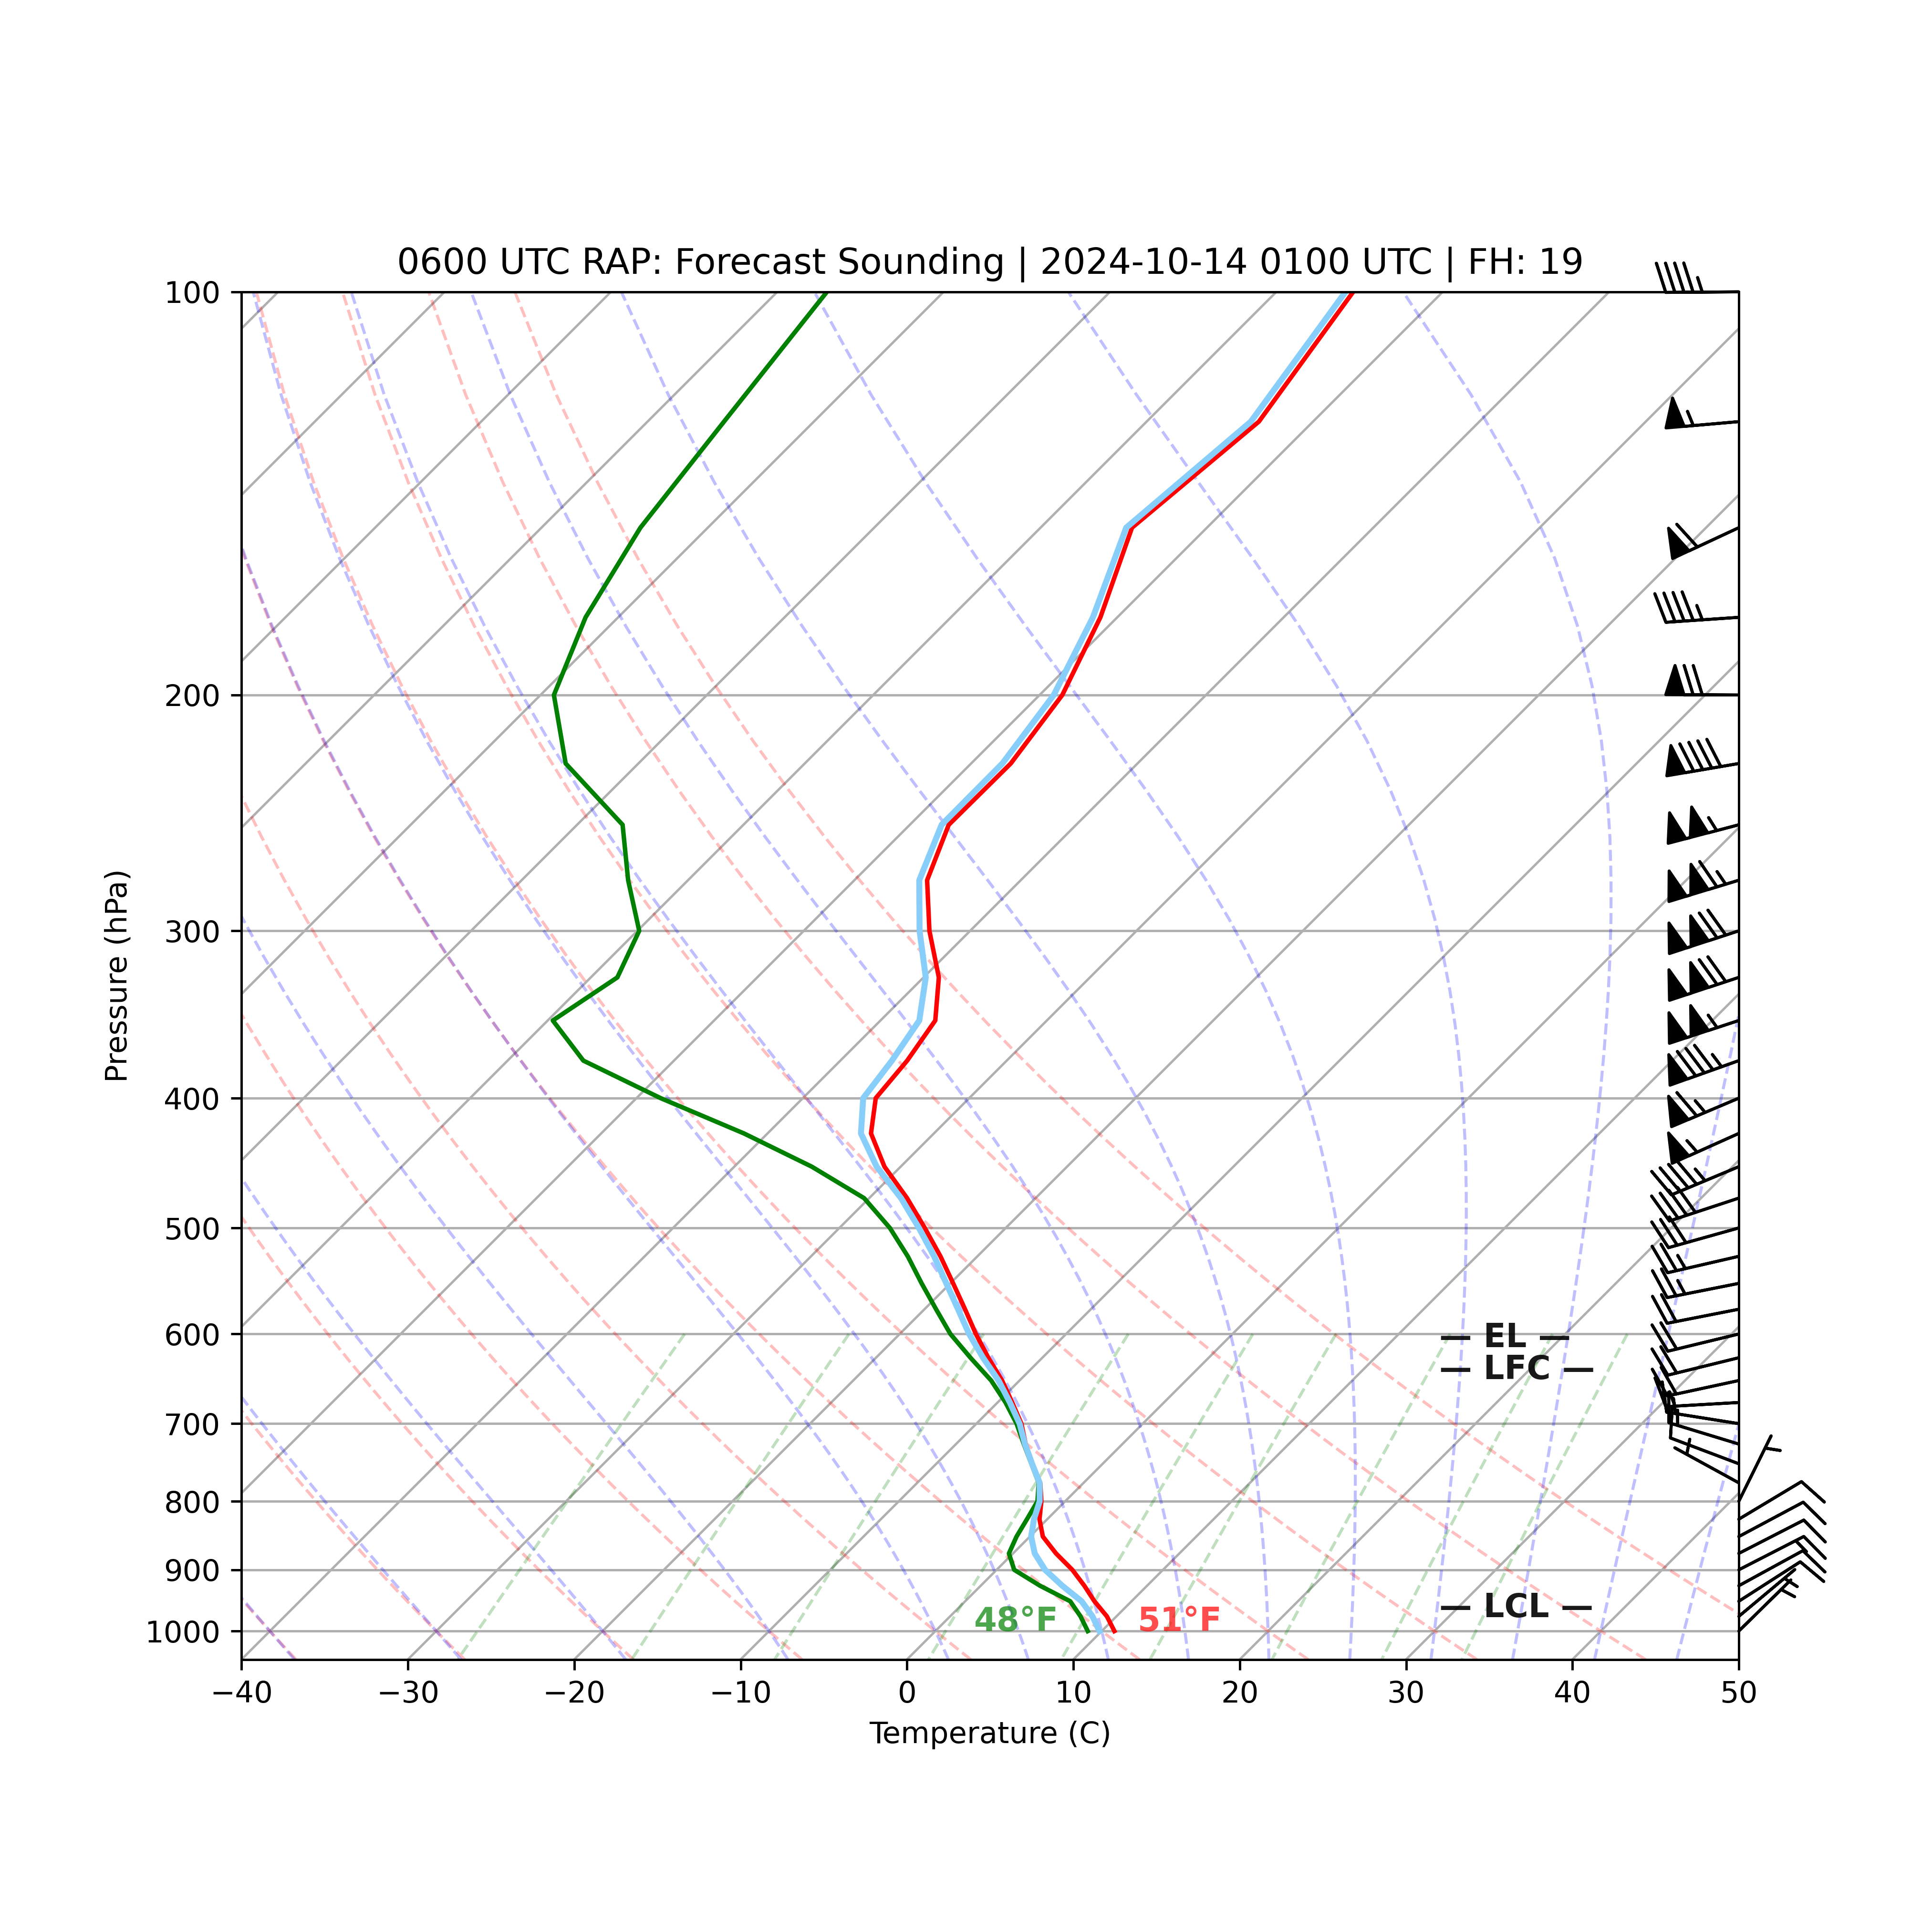 0600 UTC RAP: Forecast Sounding | 2024-10-14 0100 UTC | FH: 19
100
200
300
400
500
600
700
800
900
1000
Pressure (hPa)
— EL —
— LFC —
— LCL —
48°F
51°F
−40 −30 −20 −10 0 10 20 30 40 50
Temperature (C)